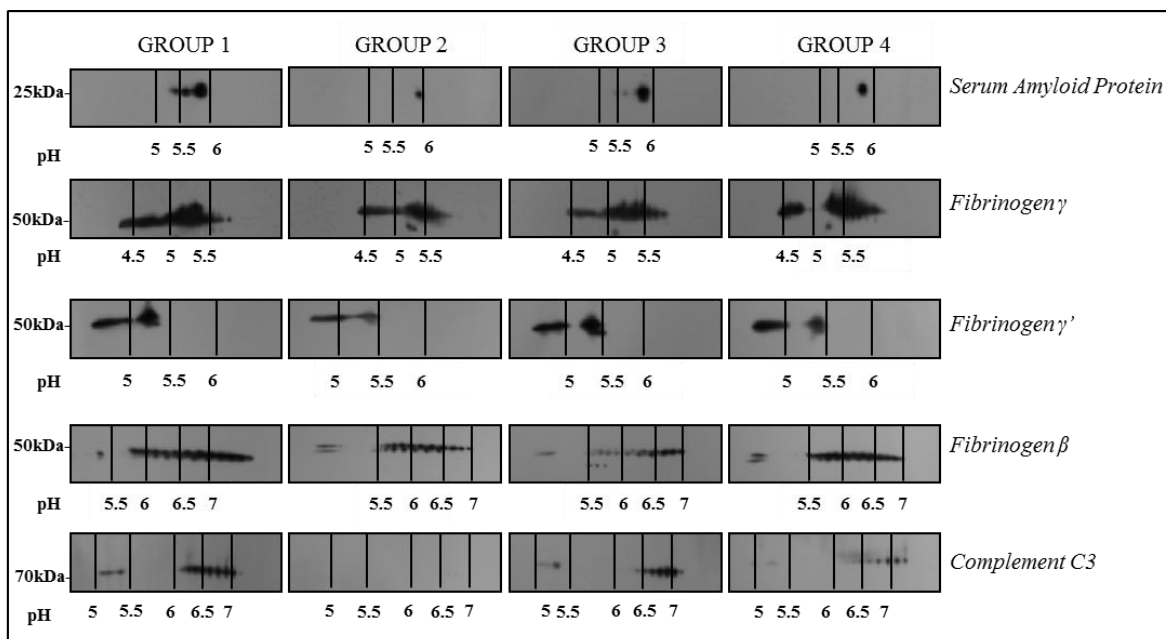 GROUP 1 GROUP 2 GROUP 3 GROUP 4
25kDa Serum Amyloid Protein
pH 5 5.5 6 5 5.5 6 5 5.5 6 5 5.5 6
50kDa Fibrinogen γ
pH 4.5 5 5.5 4.5 5 5.5 4.5 5 5.5 4.5 5 5.5
50kDa Fibrinogen γ’
pH 5 5.5 6 5 5.5 6 5 5.5 6 5 5.5 6
50kDa Fibrinogen β
pH 5.5 6 6.5 7 5.5 6 6.5 7 5.5 6 6.5 7 5.5 6 6.5 7
70kDa Complement C3
pH 5 5.5 6 6.5 7 5 5.5 6 6.5 7 5 5.5 6 6.5 7 5 5.5 6 6.5 7